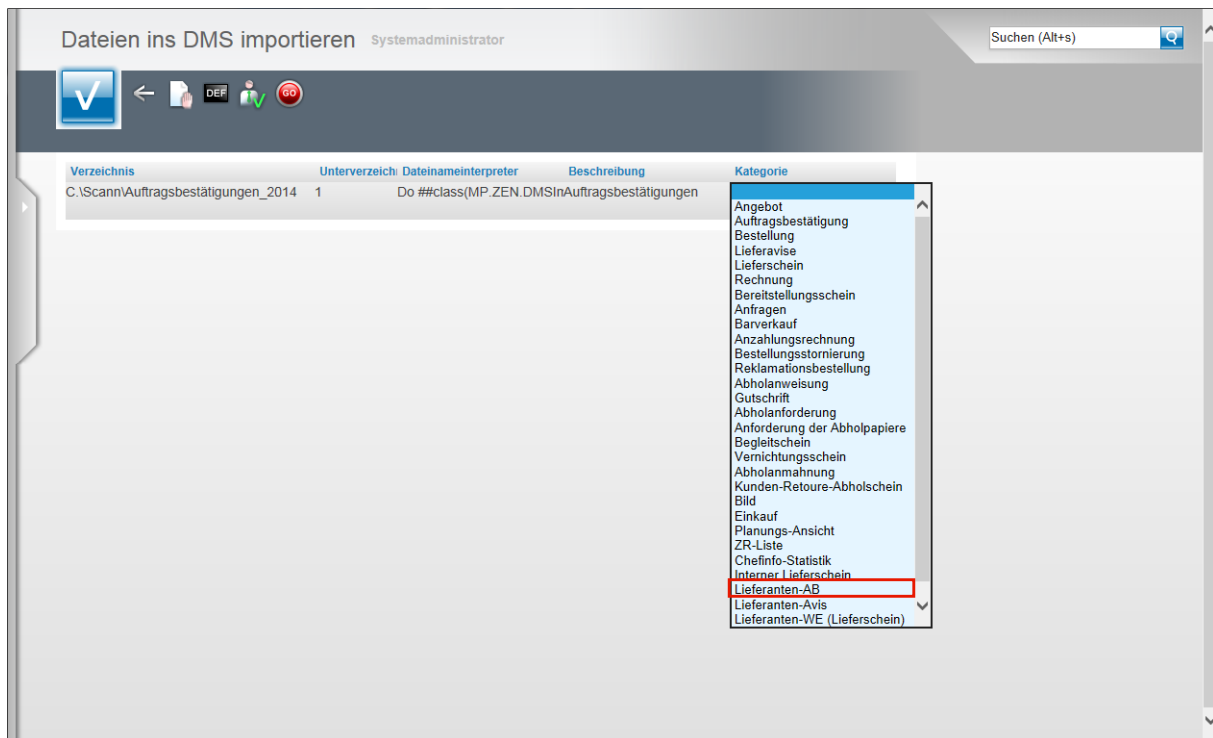 Dateien ins DMS importieren Systemadministrator
Suchen (Alt+s)
DEF GO
Verzeichnis Unterverzeich Dateinameinterpreter Beschreibung Kategorie
C:\Scann\Auftragsbestätigungen_2014 1 Do ##class(MP.ZEN.DMSIn Auftragsbestätigungen
Angebot
Auftragsbestätigung
Bestellung
Lieferavise
Lieferschein
Rechnung
Bereitstellungsschein
Anfragen
Barverkauf
Anzahlungsrechnung
Bestellungsstornierung
Reklamationsbestellung
Abholanweisung
Gutschrift
Abholanforderung
Anforderung der Abholpapiere
Begleitschein
Vernichtungsschein
Abholanmahnung
Kunden-Retoure-Abholschein
Bild
Einkauf
Planungs-Ansicht
ZR-Liste
Chefinfo-Statistik
Interner Lieferschein
Lieferanten-AB
Lieferanten-Avis
Lieferanten-WE (Lieferschein)